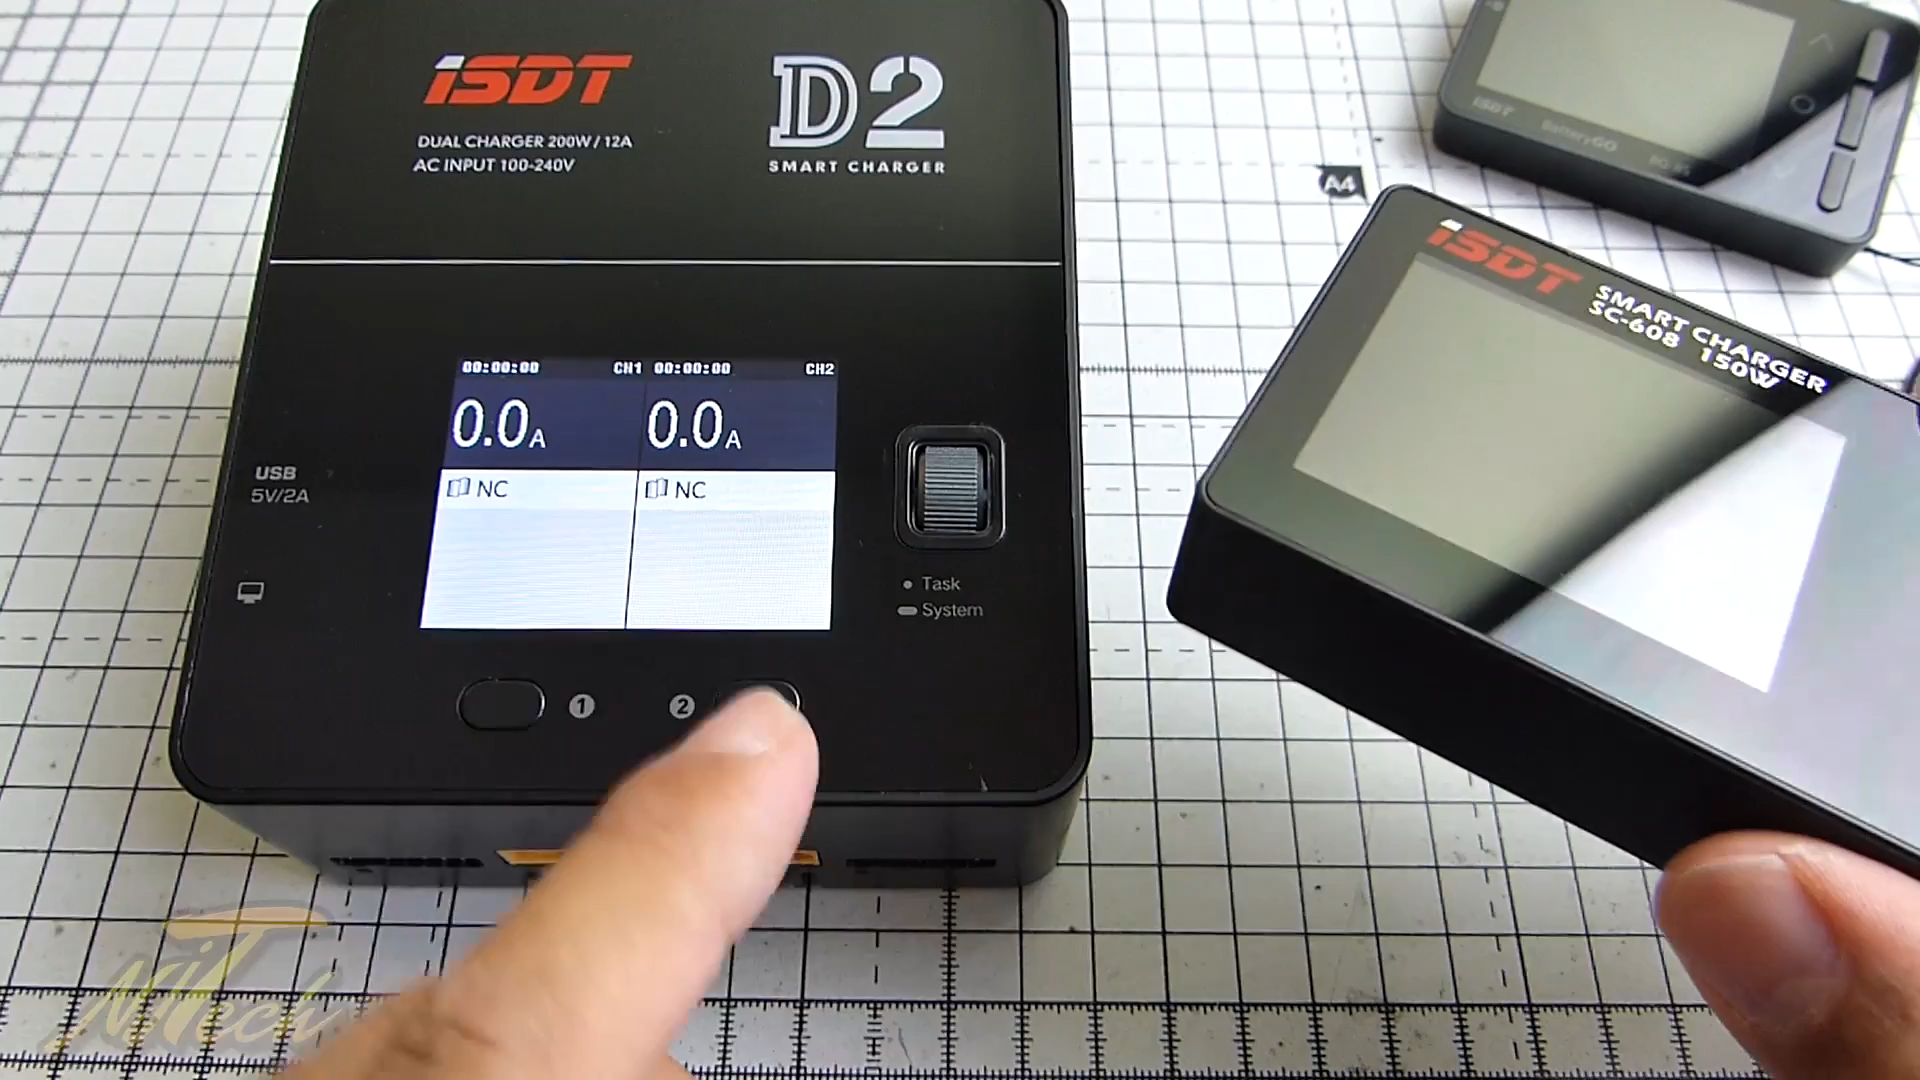 iSDT
DUAL CHARGER 200W / 12A
AC INPUT 100-240V
D2
SMART CHARGER
00:00:00 CH1 00:00:00 CH2
0.0A 0.0A
NC NC
USB
5V/2A
Task
System
1 2
A4
iSDT
BatteryGO
iSDT
SMART CHARGER
SC-608 150W